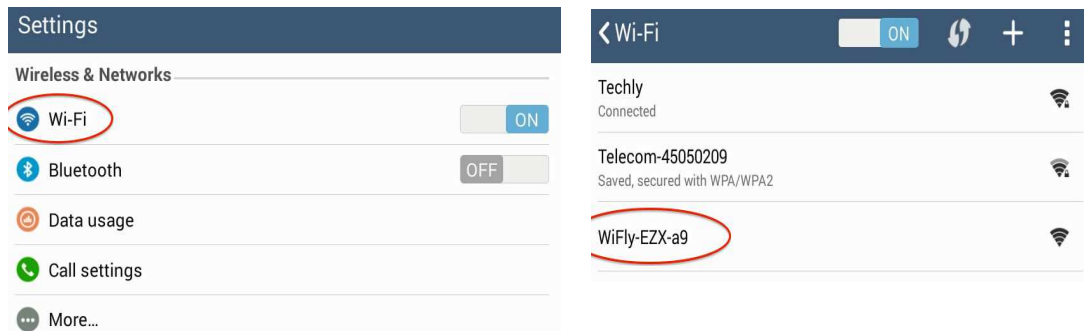 Settings
Wireless & Networks
Wi-Fi
ON
Bluetooth
OFF
Data usage
Call settings
More...
Wi-Fi
ON
Techly
Connected
Telecom-45050209
Saved, secured with WPA/WPA2
WiFly-EZX-a9